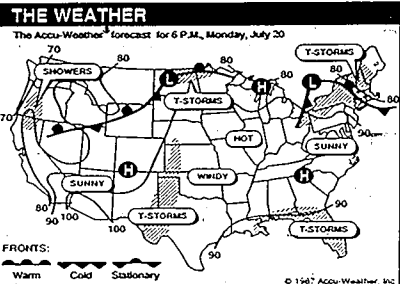 THE WEATHER
The Accu-Weather forecast for 6 P.M., Monday, July 20
70
80
80
T-STORMS
SHOWERS
L
H
L
T-STORMS
80
70
HOT
90
SUNNY
H
WINDY
H
SUNNY
80
90
100
100
T-STORMS
90
90
T-STORMS
FRONTS:
Warm Cold Stationary
© Accu-Weather, Inc